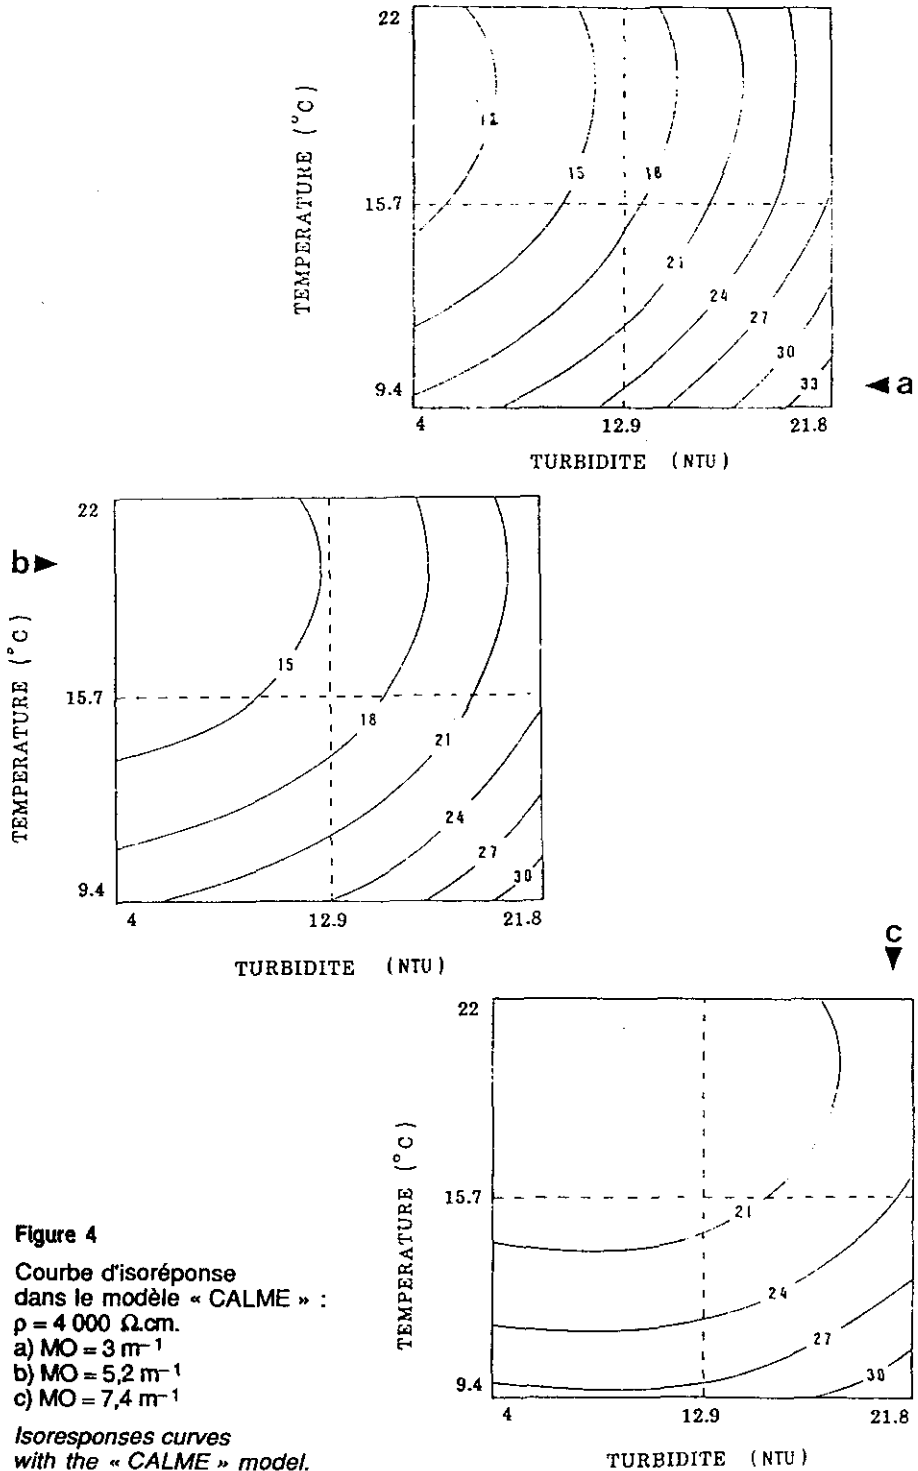 22
TEMPERATURE (°C)
12
15
18
15.7
21
24
27
30
33
9.4
◄ a
4 12.9 21.8
TURBIDITE (NTU)
22
b ►
TEMPERATURE (°C)
15
15.7
18
21
24
27
30
9.4
4 12.9 21.8
TURBIDITE (NTU)
c
▼
22
TEMPERATURE (°C)
15.7
21
24
27
30
9.4
4 12.9 21.8
TURBIDITE (NTU)
Figure 4
Courbe d'isoréponse
dans le modèle « CALME » :
ρ = 4 000 Ω.cm.
a) MO = 3 m⁻¹
b) MO = 5,2 m⁻¹
c) MO = 7,4 m⁻¹
Isoresponses curves
with the « CALME » model.